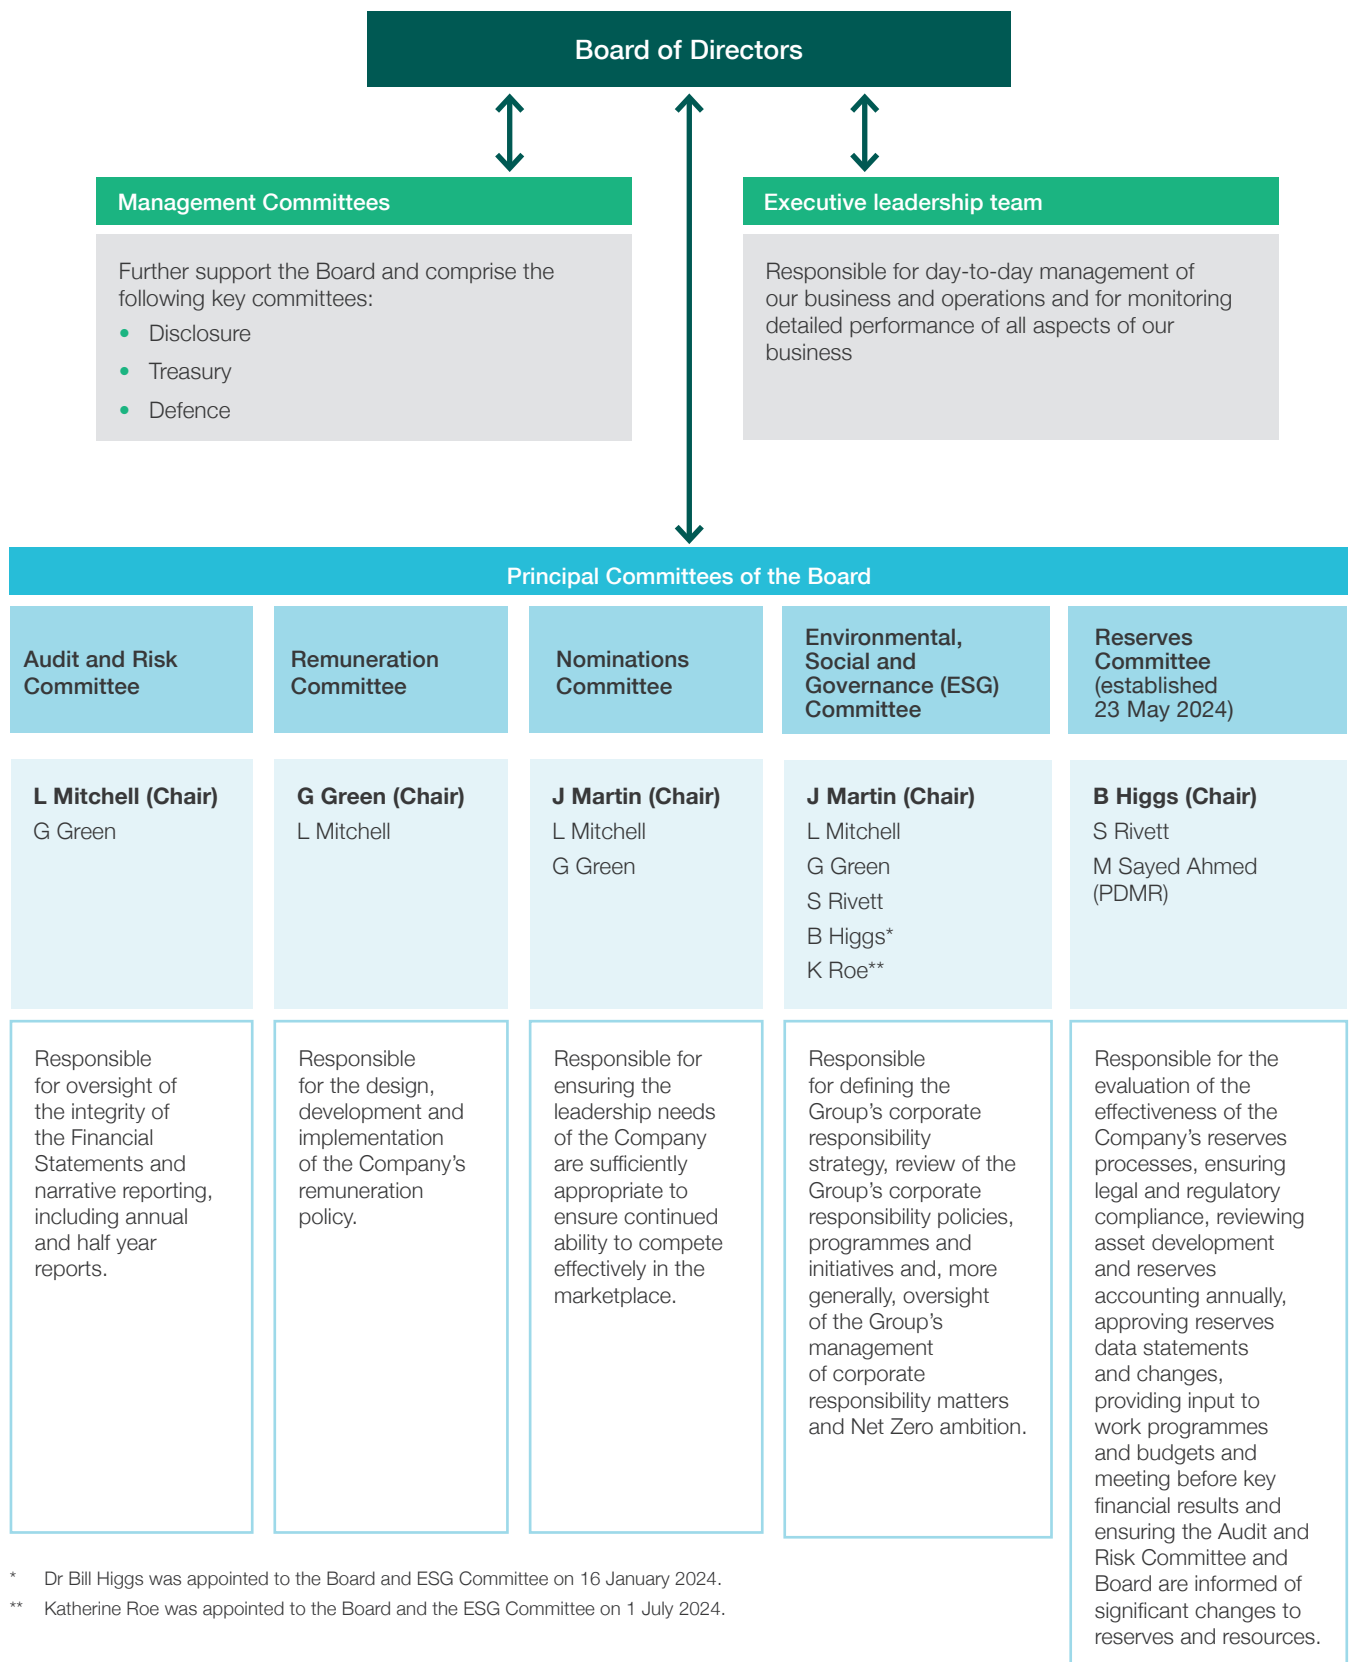 Board of Directors
Management Committees
Further support the Board and comprise the
following key committees:
• Disclosure
• Treasury
• Defence
Executive leadership team
Responsible for day-to-day management of
our business and operations and for monitoring
detailed performance of all aspects of our
business
Principal Committees of the Board
Audit and Risk
Committee
L Mitchell (Chair)
G Green
Responsible
for oversight of
the integrity of
the Financial
Statements and
narrative reporting,
including annual
and half year
reports.
Remuneration
Committee
G Green (Chair)
L Mitchell
Responsible
for the design,
development and
implementation
of the Company's
remuneration
policy.
Nominations
Committee
J Martin (Chair)
L Mitchell
G Green
Responsible for
ensuring the
leadership needs
of the Company
are sufficiently
appropriate to
ensure continued
ability to compete
effectively in the
marketplace.
Environmental,
Social and
Governance (ESG)
Committee
J Martin (Chair)
L Mitchell
G Green
S Rivett
B Higgs*
K Roe**
Responsible
for defining the
Group's corporate
responsibility
strategy, review of the
Group's corporate
responsibility policies,
programmes and
initiatives and, more
generally, oversight
of the Group's
management
of corporate
responsibility matters
and Net Zero ambition.
Reserves
Committee
(established
23 May 2024)
B Higgs (Chair)
S Rivett
M Sayed Ahmed
(PDMR)
Responsible for the
evaluation of the
effectiveness of the
Company's reserves
processes, ensuring
legal and regulatory
compliance, reviewing
asset development
and reserves
accounting annually,
approving reserves
data statements
and changes,
providing input to
work programmes
and budgets and
meeting before key
financial results and
ensuring the Audit and
Risk Committee and
Board are informed of
significant changes to
reserves and resources.
* Dr Bill Higgs was appointed to the Board and ESG Committee on 16 January 2024.
** Katherine Roe was appointed to the Board and the ESG Committee on 1 July 2024.